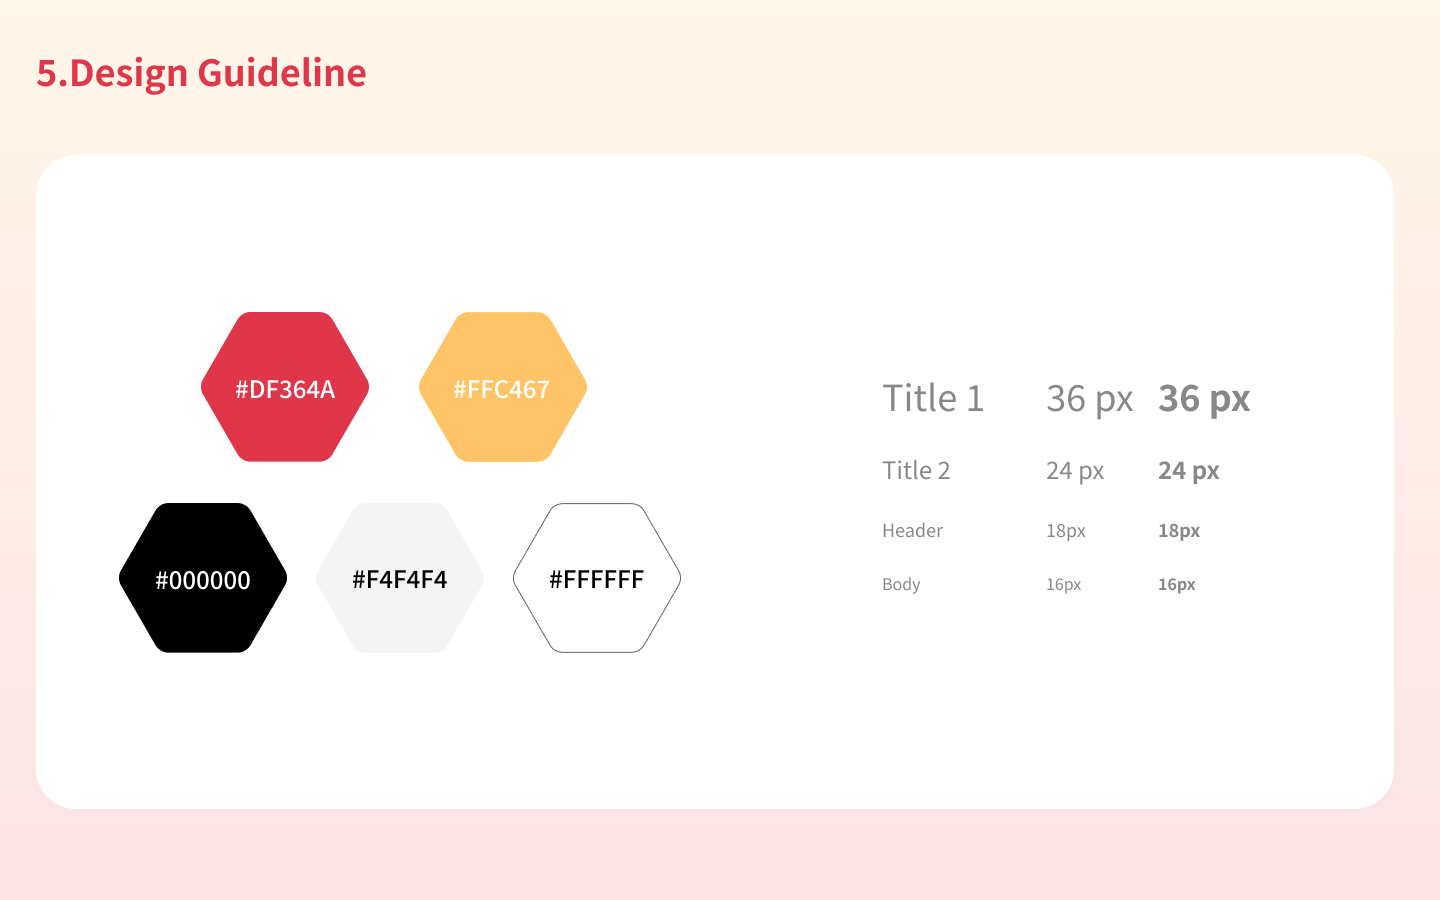 5.Design Guideline
#DF364A
#FFC467
#000000
#F4F4F4
#FFFFFF
Title 1 36 px 36 px
Title 2 24 px 24 px
Header 18px 18px
Body 16px 16px